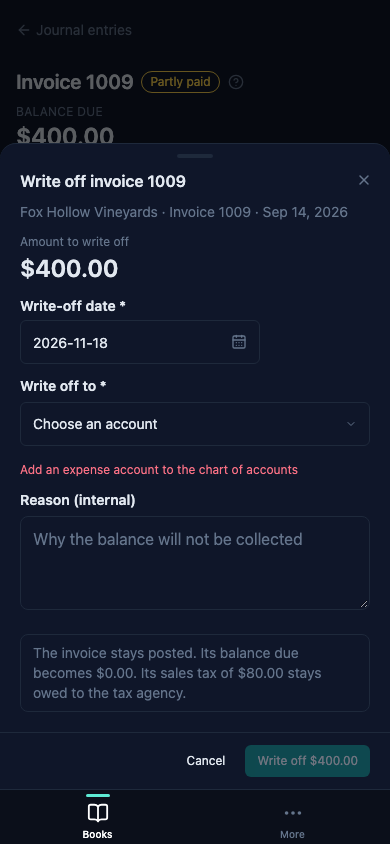 Journal entries
Invoice 1009 Partly paid
BALANCE DUE
$400.00
Write off invoice 1009
Fox Hollow Vineyards · Invoice 1009 · Sep 14, 2026
Amount to write off
$400.00
Write-off date *
2026-11-18
Write off to *
Choose an account
Add an expense account to the chart of accounts
Reason (internal)
Why the balance will not be collected
The invoice stays posted. Its balance due
becomes $0.00. Its sales tax of $80.00 stays
owed to the tax agency.
Cancel Write off $400.00
Books More